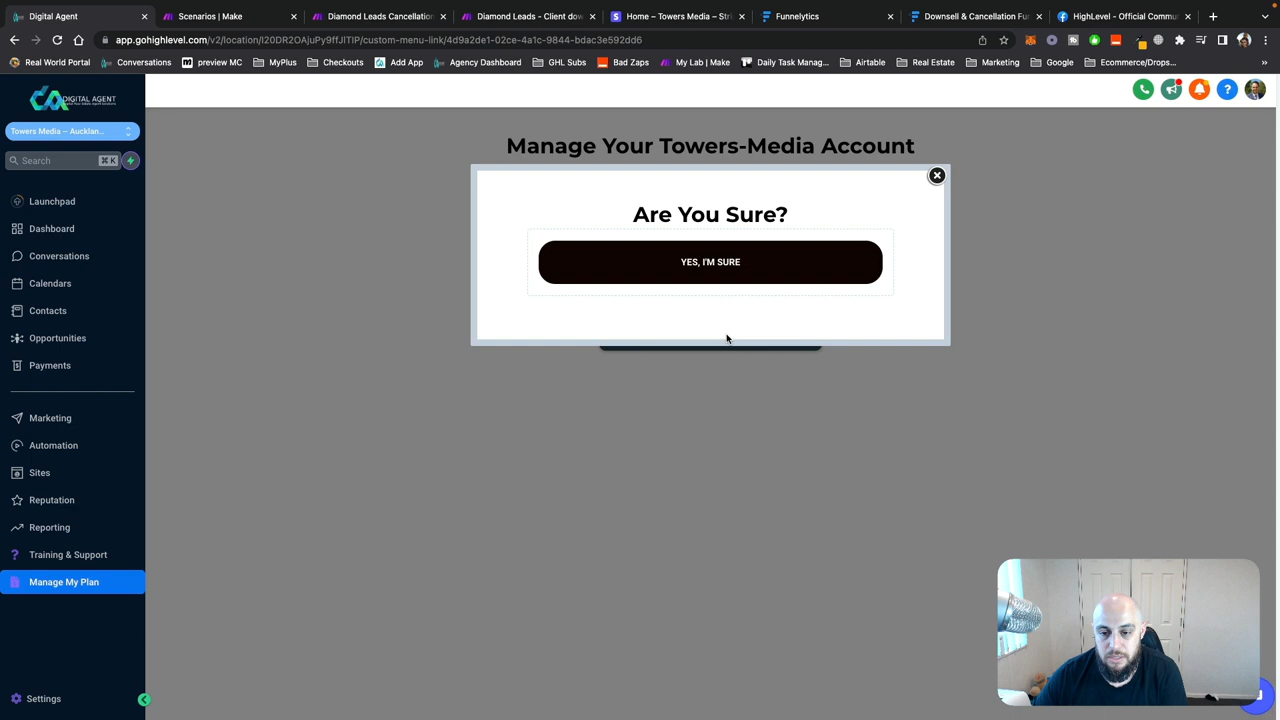 Digital Agent
Scenarios | Make
Diamond Leads Cancellation
Diamond Leads - Client dow
Home – Towers Media – Stri
Funnelytics
Downsell & Cancellation Fu
HighLevel - Official Commu
app.gohighlevel.com/v2/location/I20DR2OAjuPy9ffJITIP/custom-menu-link/4d9a2de1-02ce-4a1c-9844-bdac3e592dd6
Real World Portal
Conversations
preview MC
MyPlus
Checkouts
Add App
Agency Dashboard
GHL Subs
Bad Zaps
My Lab | Make
Daily Task Manag...
Airtable
Real Estate
Marketing
Google
Ecommerce/Drops...
DIGITAL AGENT
Towers Media – Aucklan...
Search
⌘ K
Launchpad
Dashboard
Conversations
Calendars
Contacts
Opportunities
Payments
Marketing
Automation
Sites
Reputation
Reporting
Training & Support
Manage My Plan
Settings
Manage Your Towers-Media Account
Are You Sure?
YES, I'M SURE